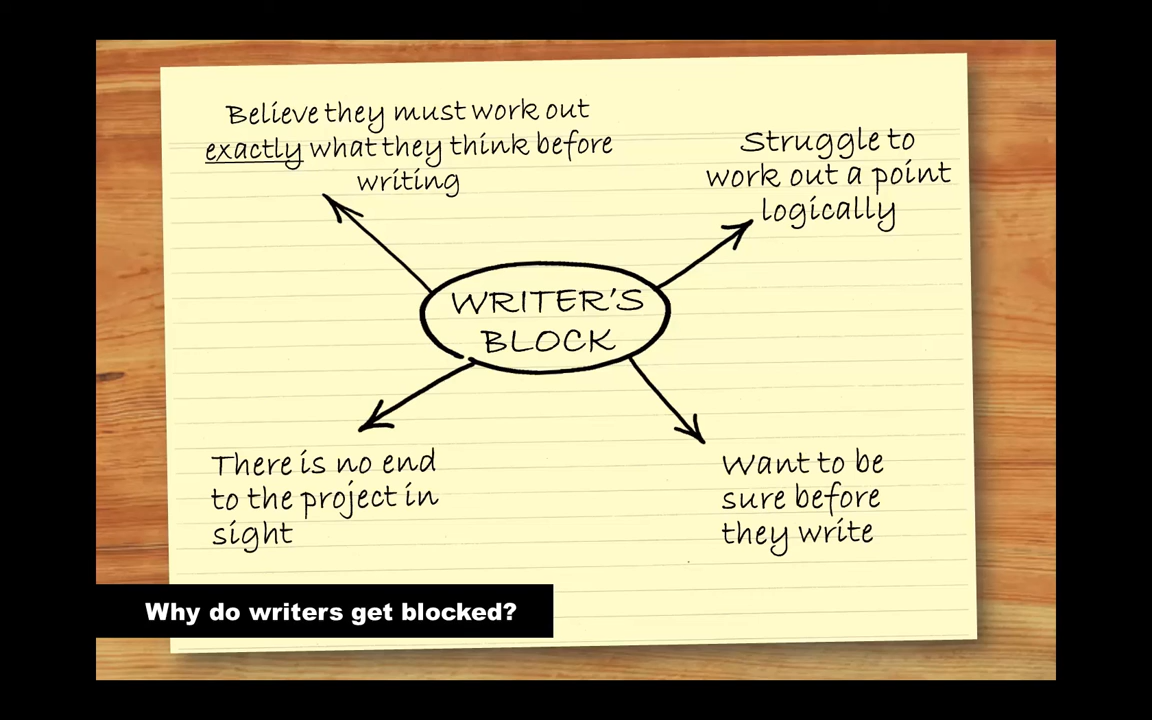 Believe they must work out
exactly what they think before
writing
Struggle to
work out a point
logically
WRITER'S
BLOCK
There is no end
to the project in
sight
Want to be
sure before
they write
Why do writers get blocked?